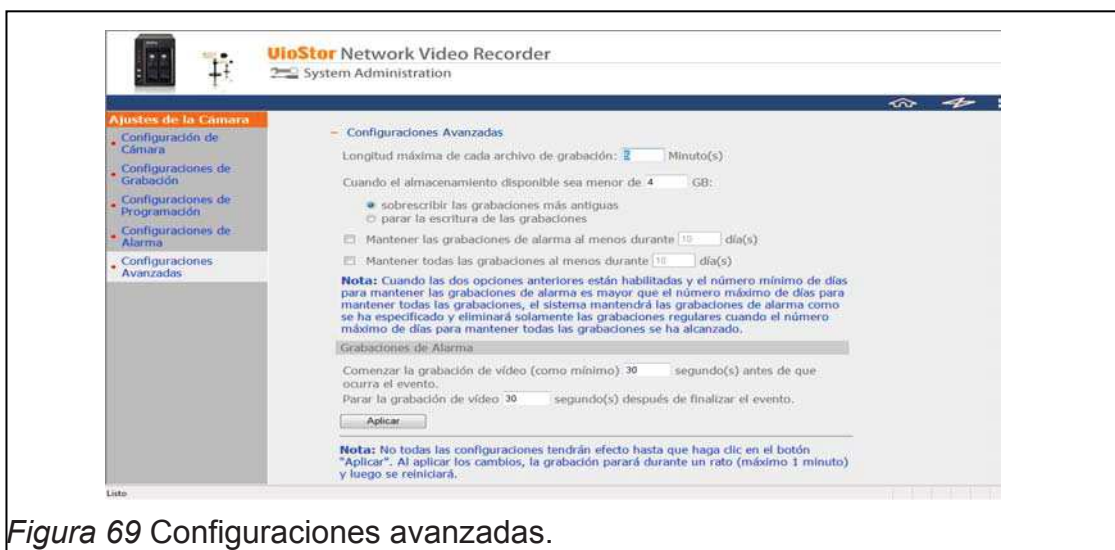 VioStor Network Video Recorder
System Administration
Ajustes de la Cámara
Configuración de
Cámara
Configuraciones de
Grabación
Configuraciones de
Programación
Configuraciones de
Alarma
Configuraciones
Avanzadas
− Configuraciones Avanzadas
Longitud máxima de cada archivo de grabación: 2 Minuto(s)
Cuando el almacenamiento disponible sea menor de 4 GB:
sobrescribir las grabaciones más antiguas
parar la escritura de las grabaciones
Mantener las grabaciones de alarma al menos durante 10 día(s)
Mantener todas las grabaciones al menos durante 10 día(s)
Nota: Cuando las dos opciones anteriores están habilitadas y el número mínimo de días
para mantener las grabaciones de alarma es mayor que el número máximo de días para
mantener todas las grabaciones, el sistema mantendrá las grabaciones de alarma como
se ha especificado y eliminará solamente las grabaciones regulares cuando el número
máximo de días para mantener todas las grabaciones se ha alcanzado.
Grabaciones de Alarma
Comenzar la grabación de vídeo (como mínimo) 30 segundo(s) antes de que
ocurra el evento.
Parar la grabación de vídeo 30 segundo(s) después de finalizar el evento.
Aplicar
Nota: No todas las configuraciones tendrán efecto hasta que haga clic en el botón
"Aplicar". Al aplicar los cambios, la grabación parará durante un rato (máximo 1 minuto)
y luego se reiniciará.
Listo
Figura 69 Configuraciones avanzadas.